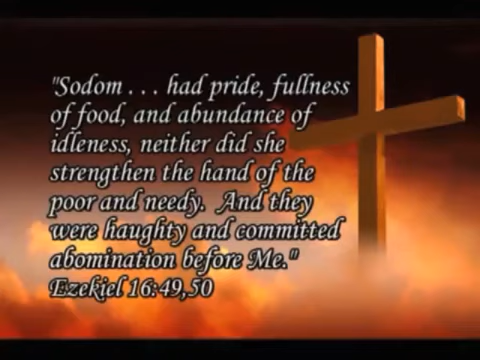 "Sodom . . . had pride, fullness
of food, and abundance of
idleness, neither did she
strengthen the hand of the
poor and needy. And they
were haughty and committed
abomination before Me."
Ezekiel 16:49,50